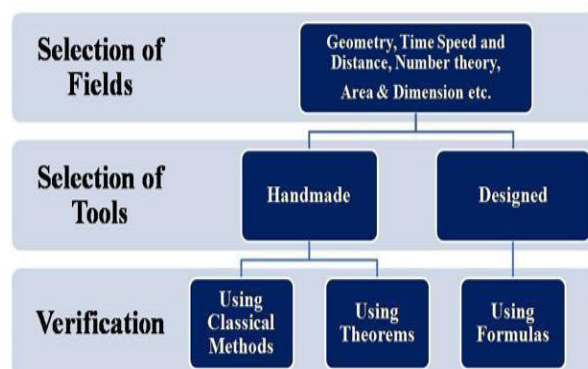 Selection of
Fields
Geometry, Time Speed and
Distance, Number theory,
Area & Dimension etc.
Selection of
Tools
Handmade
Designed
Verification
Using
Classical
Methods
Using
Theorems
Using
Formulas